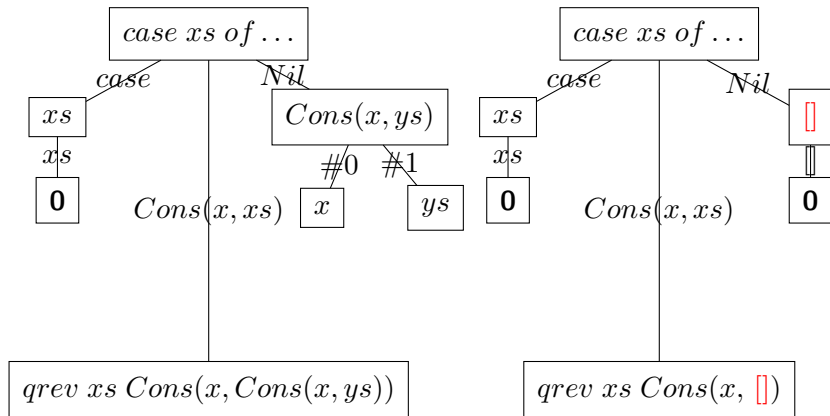 case xs of ...
case
Nil
xs
Cons(x, ys)
xs
#0
#1
0
x
ys
Cons(x, xs)
qrev xs Cons(x, Cons(x, ys))
case xs of ...
case
Nil
xs
[]
xs
[]
0
0
Cons(x, xs)
qrev xs Cons(x, [])